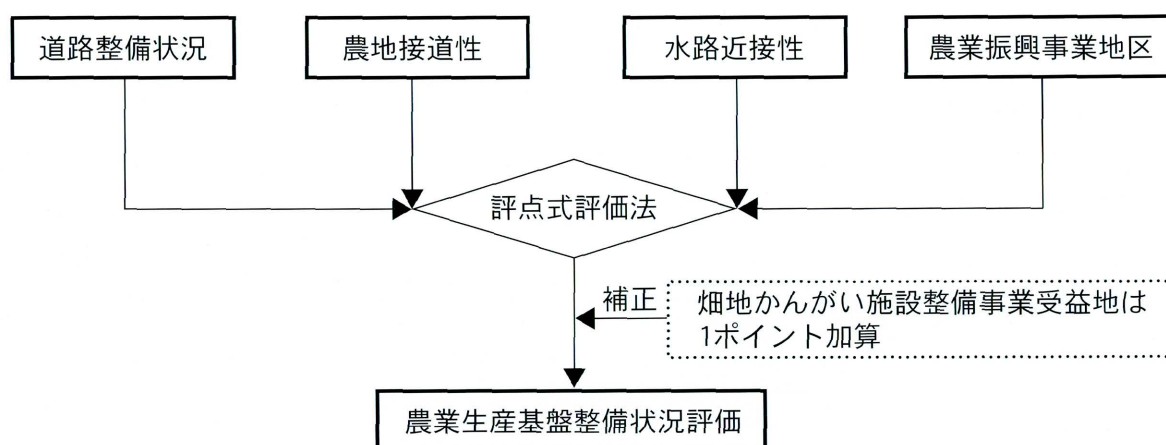 道路整備状況
農地接道性
水路近接性
農業振興事業地区
評点式評価法
補正
畑地かんがい施設整備事業受益地は
1ポイント加算
農業生産基盤整備状況評価